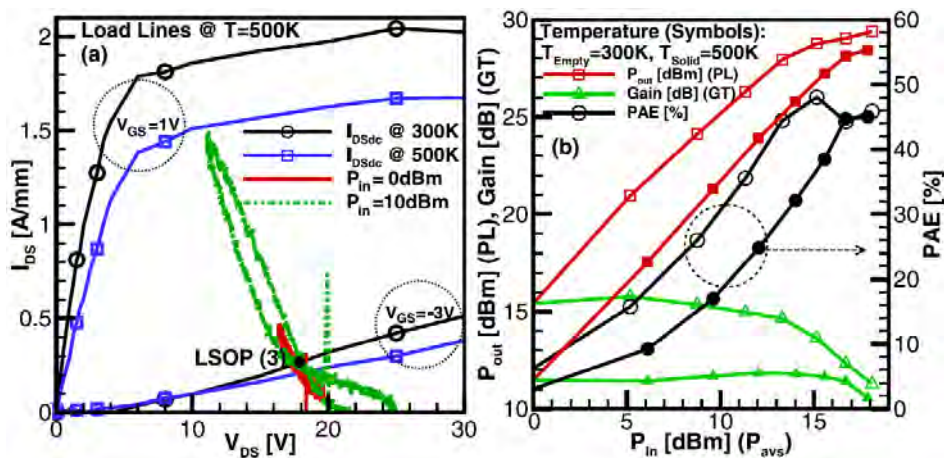 Load Lines @ T=500K
(a)
V_GS=1V
I_DSdc @ 300K
I_DSdc @ 500K
P_in = 0dBm
P_in=10dBm
V_GS=-3V
LSOP (3)
2
1.5
1
0.5
0
0
10
20
30
I_DS [A/mm]
V_DS [V]
Temperature (Symbols):
T_Empty=300K, T_Solid=500K
P_out [dBm] (PL)
Gain [dB] (GT)
PAE [%]
(b)
30
25
20
15
10
0
5
10
15
60
50
40
30
20
10
0
P_out [dBm] (PL), Gain [dB] (GT)
PAE [%]
P_in [dBm] (P_avs)